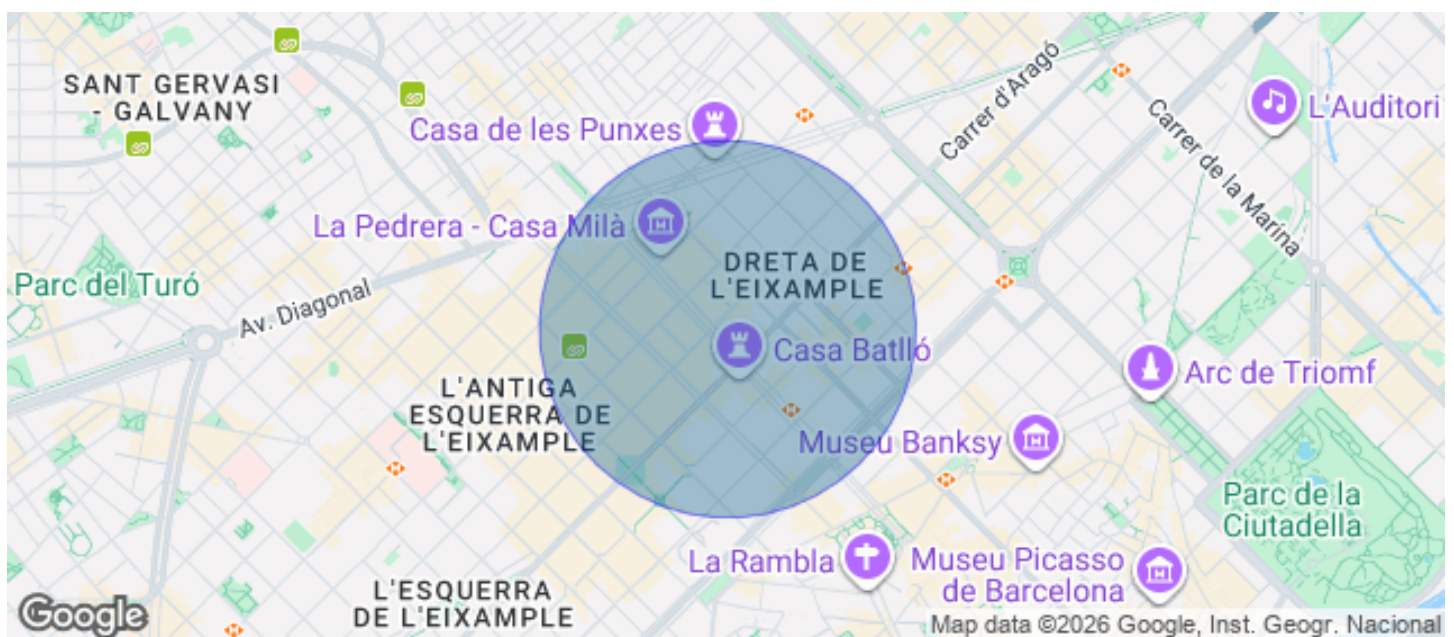 SANT GERVASI
- GALVANY
Casa de les Punxes
Carrer d'Aragó
L'Auditori
Carrer de la Marina
La Pedrera - Casa Milà
DRETA DE
L'EIXAMPLE
Parc del Turó
Av. Diagonal
Casa Batlló
Arc de Triomf
L'ANTIGA
ESQUERRA DE
L'EIXAMPLE
Museu Banksy
Parc de la
Ciutadella
La Rambla
Museu Picasso
de Barcelona
L'ESQUERRA
DE L'EIXAMPLE
Google
Map data ©2026 Google, Inst. Geogr. Nacional